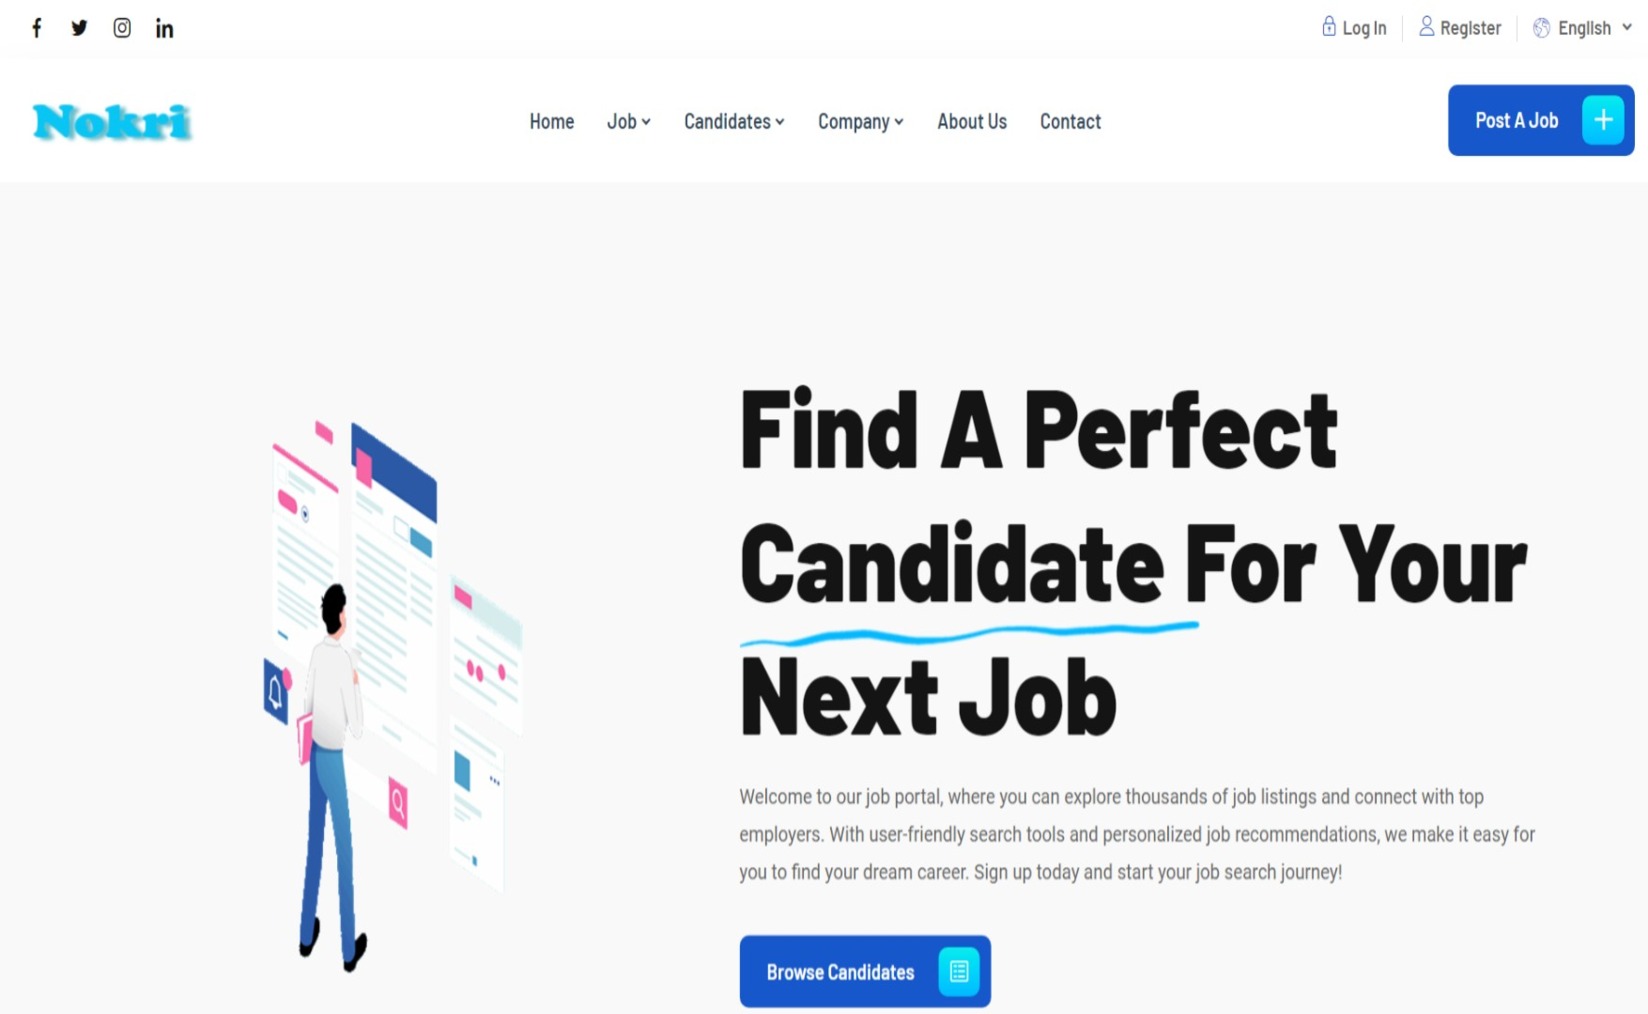 Log In
Register
English
Nokri
Home
Job
Candidates
Company
About Us
Contact
Post A Job
Find A Perfect
Candidate For Your
Next Job
Welcome to our job portal, where you can explore thousands of job listings and connect with top
employers. With user-friendly search tools and personalized job recommendations, we make it easy for
you to find your dream career. Sign up today and start your job search journey!
Browse Candidates